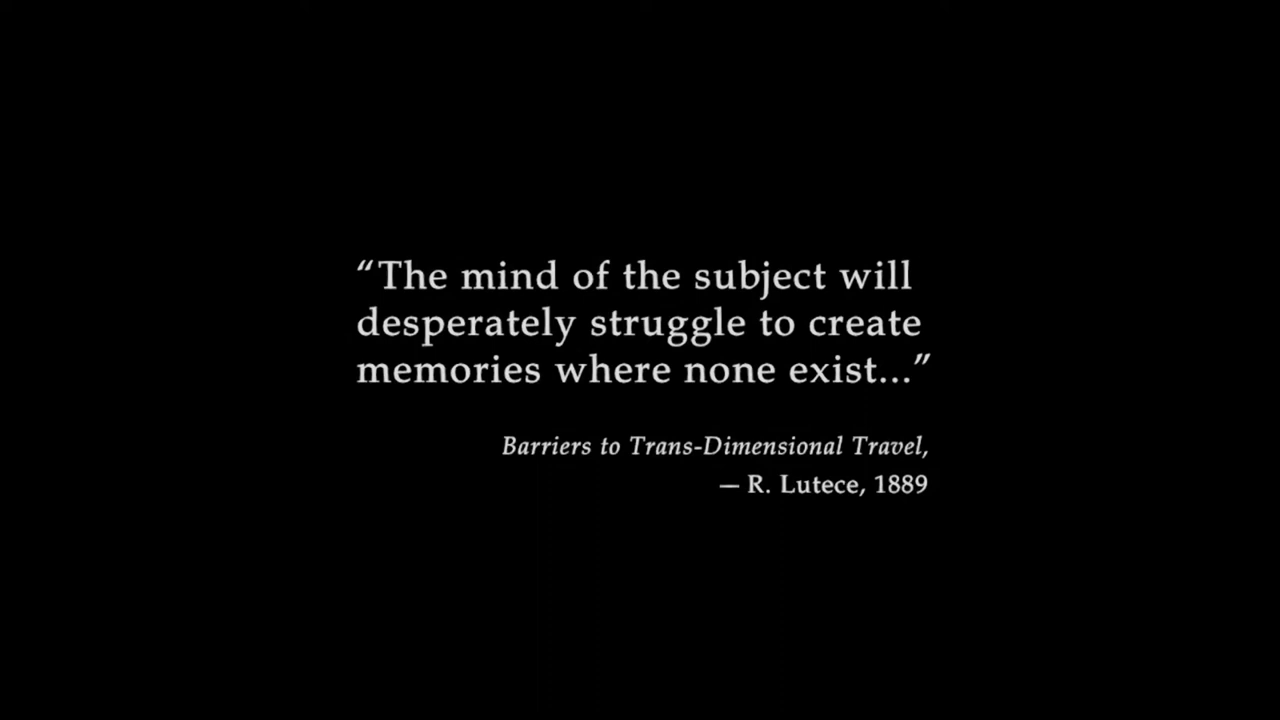 “The mind of the subject will
desperately struggle to create
memories where none exist...”
Barriers to Trans-Dimensional Travel,
— R. Lutece, 1889